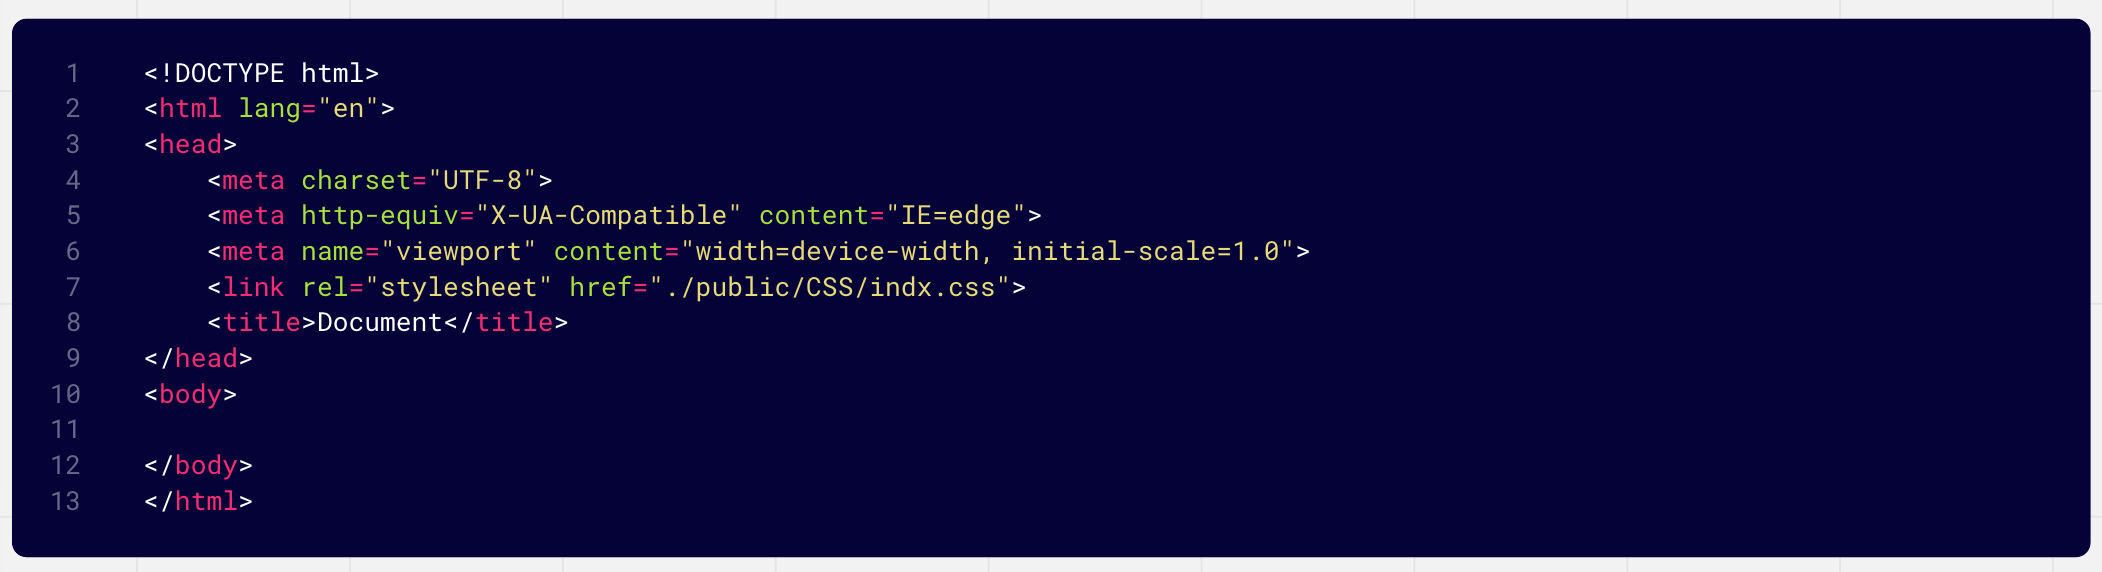 1 <!DOCTYPE html>
2 <html lang="en">
3 <head>
4     <meta charset="UTF-8">
5     <meta http-equiv="X-UA-Compatible" content="IE=edge">
6     <meta name="viewport" content="width=device-width, initial-scale=1.0">
7     <link rel="stylesheet" href="./public/CSS/indx.css">
8     <title>Document</title>
9 </head>
10 <body>
11
12 </body>
13 </html>